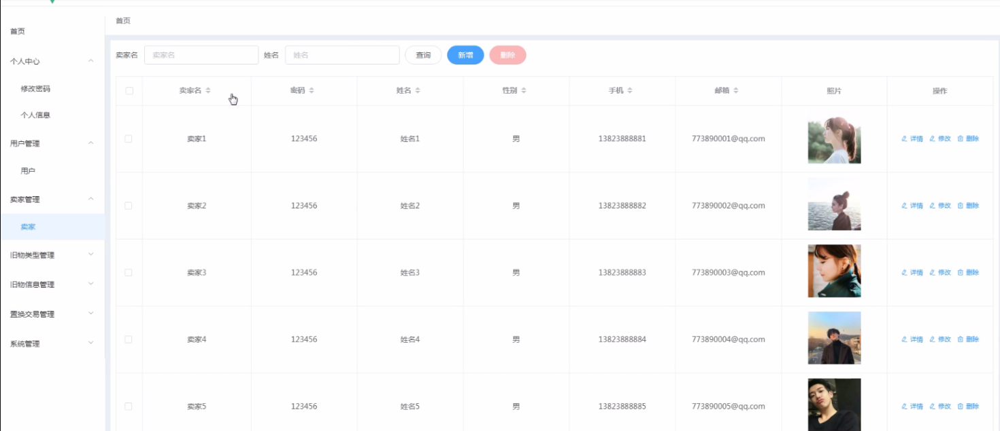 首页
首页
个人中心
修改密码
个人信息
用户管理
用户
卖家管理
卖家
旧物类型管理
旧物信息管理
置换交易管理
系统管理
卖家名 卖家名 姓名 姓名 查询 新增 删除
卖家名 密码 姓名 性别 手机 邮箱 照片 操作
卖家1 123456 姓名1 男 13823888881 773890001@qq.com 详情 修改 删除
卖家2 123456 姓名2 男 13823888882 773890002@qq.com 详情 修改 删除
卖家3 123456 姓名3 男 13823888883 773890003@qq.com 详情 修改 删除
卖家4 123456 姓名4 男 13823888884 773890004@qq.com 详情 修改 删除
卖家5 123456 姓名5 男 13823888885 773890005@qq.com 详情 修改 删除